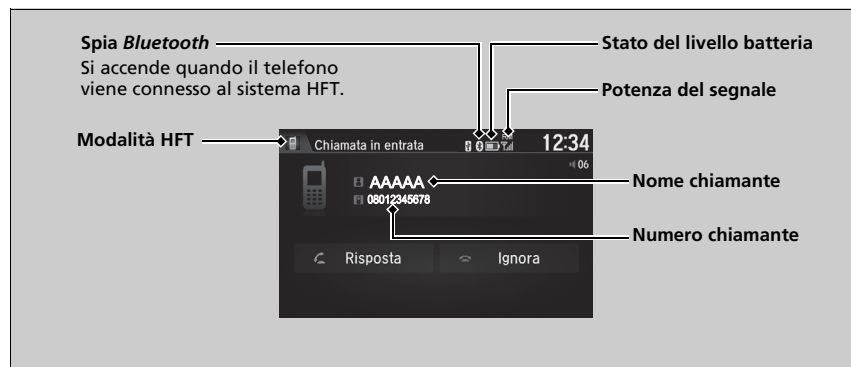 Spia Bluetooth
Si accende quando il telefono
viene connesso al sistema HFT.
Stato del livello batteria
Potenza del segnale
Modalità HFT
Chiamata in entrata
12:34
06
AAAAA
08012345678
Nome chiamante
Numero chiamante
Risposta
Ignora